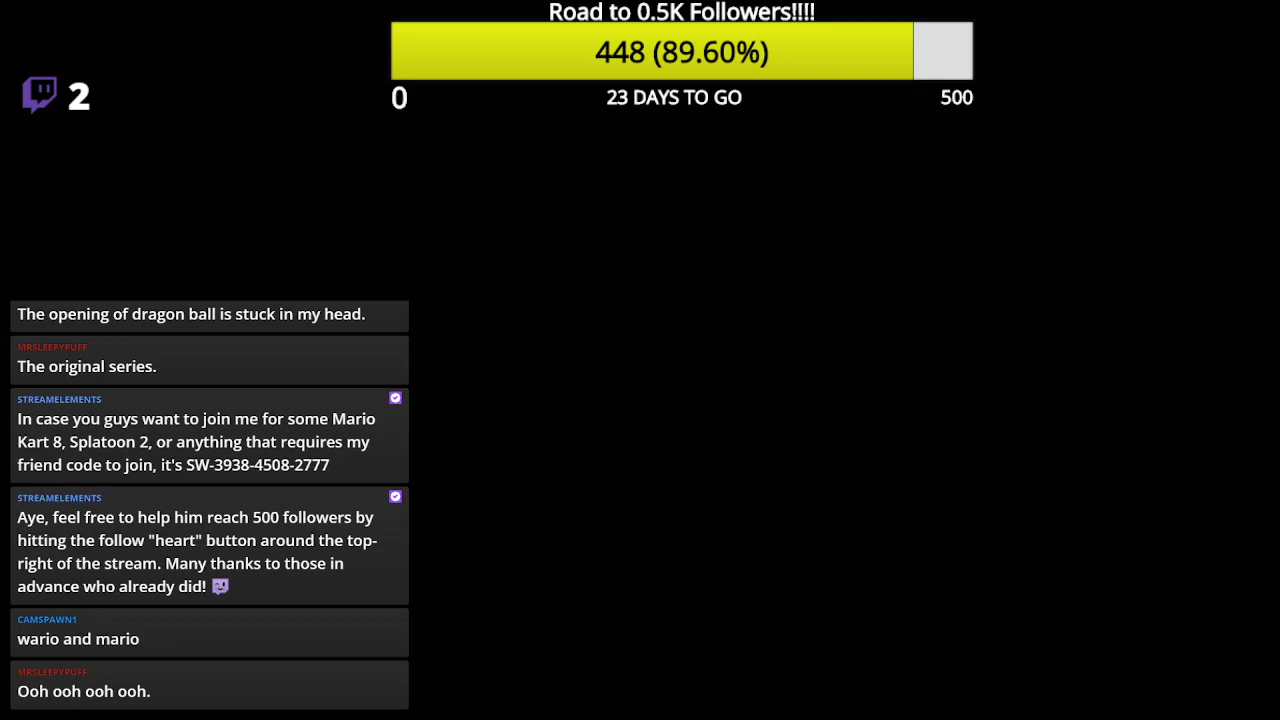 Road to 0.5K Followers!!!!
448 (89.60%)
2
0
23 DAYS TO GO
500
The opening of dragon ball is stuck in my head.
MRSLEEPYPUFF
The original series.
STREAMELEMENTS
In case you guys want to join me for some Mario
Kart 8, Splatoon 2, or anything that requires my
friend code to join, it's SW-3938-4508-2777
STREAMELEMENTS
Aye, feel free to help him reach 500 followers by
hitting the follow "heart" button around the top-
right of the stream. Many thanks to those in
advance who already did!
CAMSPAWN1
wario and mario
MRSLEEPYPUFF
Ooh ooh ooh ooh.